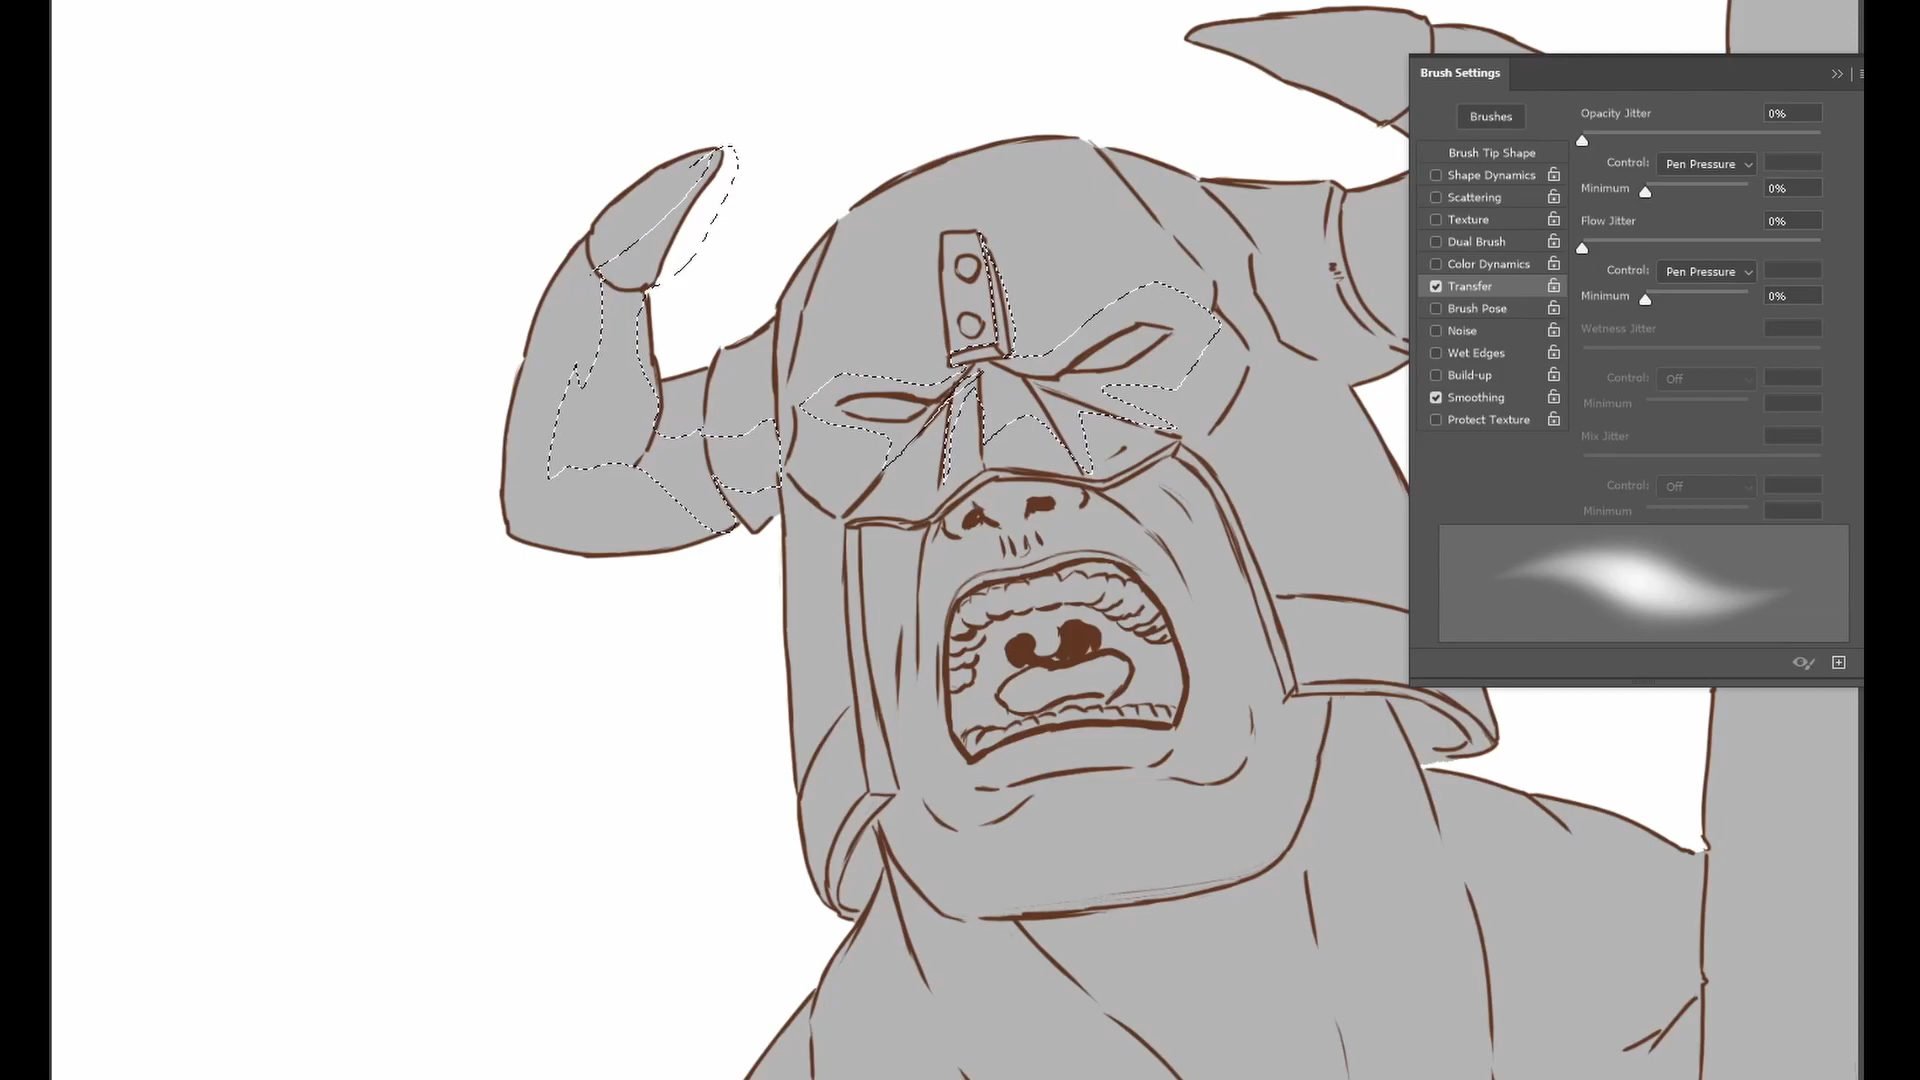 Brush Settings
Brushes
Brush Tip Shape
Shape Dynamics
Scattering
Texture
Dual Brush
Color Dynamics
Transfer
Brush Pose
Noise
Wet Edges
Build-up
Smoothing
Protect Texture
Opacity Jitter 0%
Control: Pen Pressure
Minimum 0%
Flow Jitter 0%
Control: Pen Pressure
Minimum 0%
Wetness Jitter
Control: Off
Minimum
Mix Jitter
Control: Off
Minimum